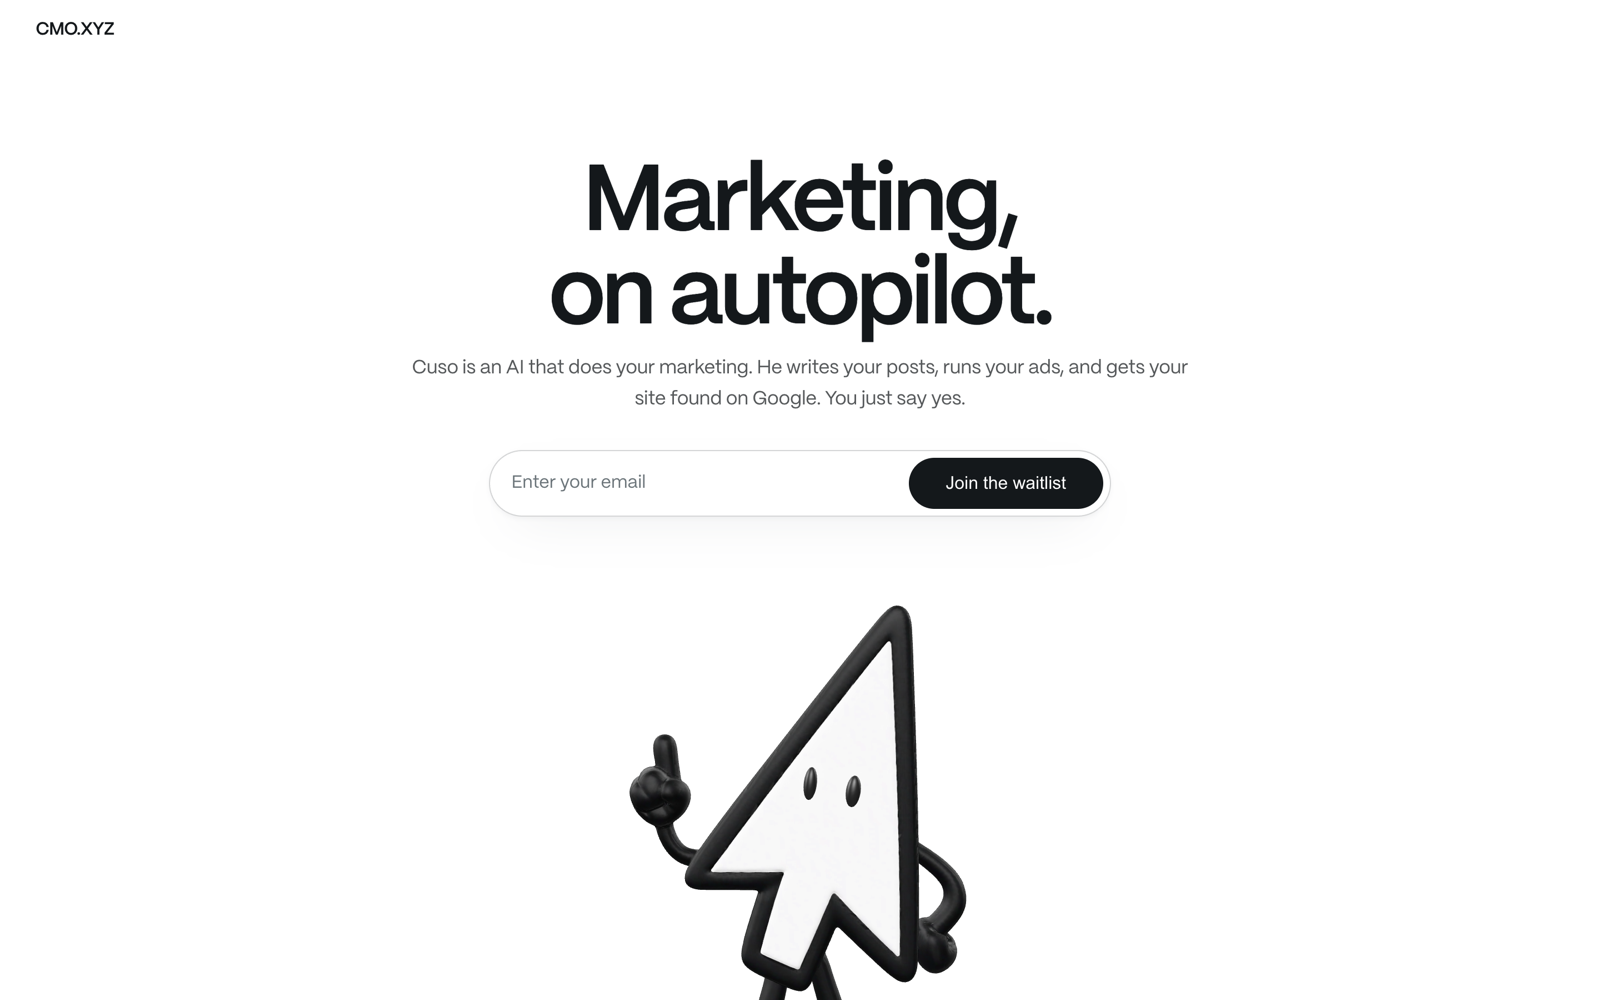 CMO.XYZ
Marketing,
on autopilot.
Cuso is an AI that does your marketing. He writes your posts, runs your ads, and gets your
site found on Google. You just say yes.
Enter your email
Join the waitlist